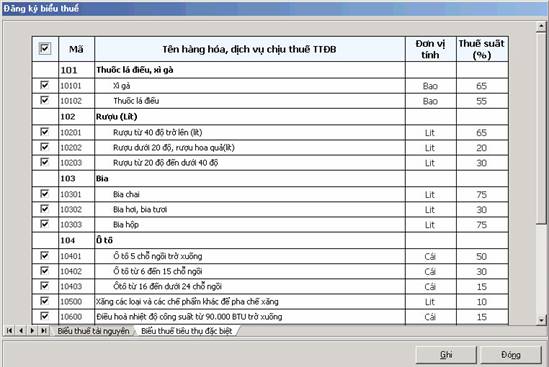 Đăng ký biểu thuế
Mã Tên hàng hóa, dịch vụ chịu thuế TTĐB Đơn vị tính Thuế suất (%)
101 Thuốc lá điếu, xì gà
10101 Xì gà Bao 65
10102 Thuốc lá điếu Bao 55
102 Rượu (Lít)
10201 Rượu từ 40 độ trở lên (lít) Lit 65
10202 Rượu dưới 20 độ, rượu hoa quả(lít) Lit 20
10203 Rượu từ 20 độ đến dưới 40 độ Lit 30
103 Bia
10301 Bia chai Lit 75
10302 Bia hơi, bia tươi Lit 30
10303 Bia hộp Lit 75
104 Ô tô
10401 Ô tô 5 chỗ ngồi trở xuống Cái 50
10402 Ô tô từ 6 đến 15 chỗ ngồi Cái 30
10403 Ôtô từ 16 đến dưới 24 chỗ ngồi Cái 15
10500 Xăng các loại và các chế phẩm khác để pha chế xăng Lit 10
10600 Điều hoà nhiệt độ công suất từ 90.000 BTU trở xuống Cái 15
Biểu thuế tài nguyên Biểu thuế tiêu thụ đặc biệt
Ghi Đóng